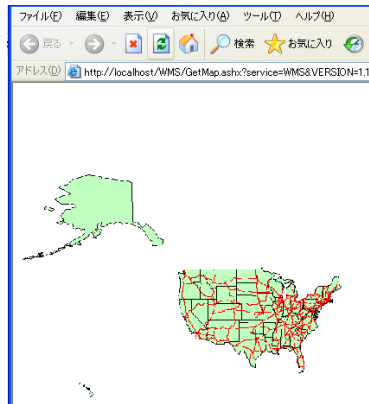 ファイル(F) 編集(E) 表示(V) お気に入り(A) ツール(T) ヘルプ(H)
戻る 検索 お気に入り
アドレス(D) http://localhost/WMS/GetMap.ashx?service=WMS&VERSION=1.1